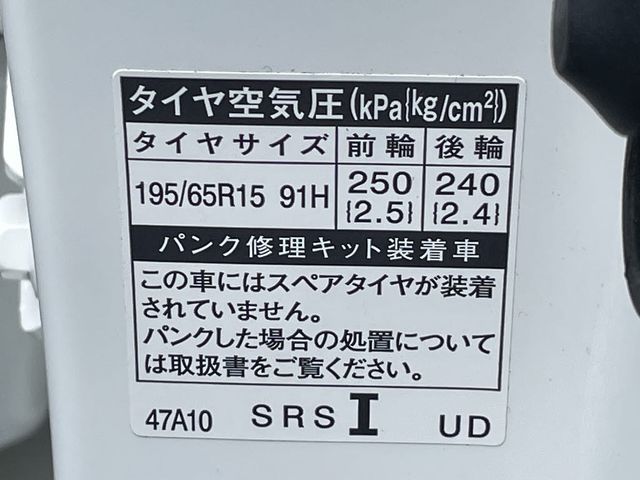 タイヤ空気圧(kPa{kg/cm²})
タイヤサイズ 前輪 後輪
195/65R15 91H 250 {2.5} 240 {2.4}
パンク修理キット装着車
この車にはスペアタイヤが装着
されていません。
パンクした場合の処置について
は取扱書をご覧ください。
47A10 SRS I UD